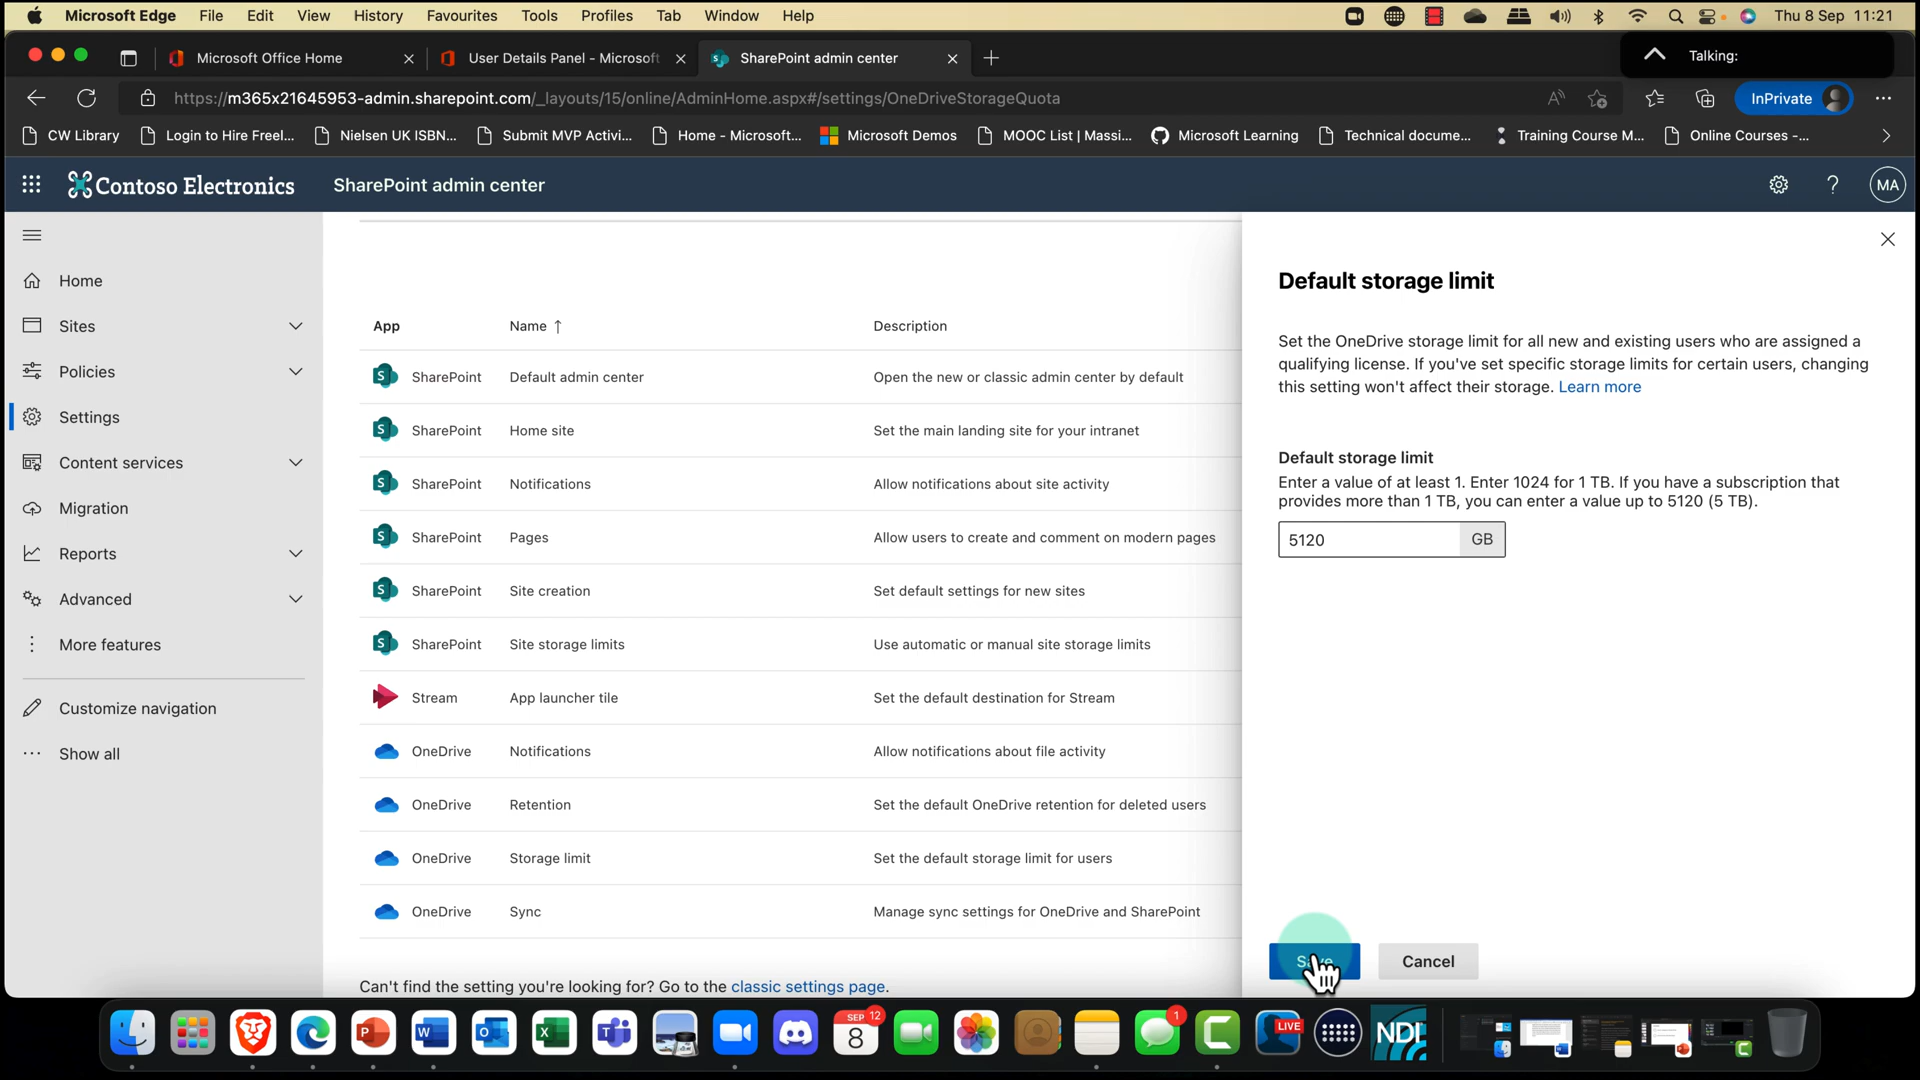 Microsoft Edge File Edit View History Favourites Tools Profiles Tab Window Help Thu 8 Sep 11:21
Microsoft Office Home User Details Panel - Microsoft SharePoint admin center Talking:
https://m365x21645953-admin.sharepoint.com/_layouts/15/online/AdminHome.aspx#/settings/OneDriveStorageQuota InPrivate
CW Library Login to Hire Freel... Nielsen UK ISBN... Submit MVP Activi... Home - Microsoft... Microsoft Demos MOOC List | Massi... Microsoft Learning Technical docume... Training Course M... Online Courses -...
Contoso Electronics SharePoint admin center ? MA
Home
Sites
Policies
Settings
Content services
Migration
Reports
Advanced
More features
Customize navigation
Show all
App Name ↑ Description
SharePoint Default admin center Open the new or classic admin center by default
SharePoint Home site Set the main landing site for your intranet
SharePoint Notifications Allow notifications about site activity
SharePoint Pages Allow users to create and comment on modern pages
SharePoint Site creation Set default settings for new sites
SharePoint Site storage limits Use automatic or manual site storage limits
Stream App launcher tile Set the default destination for Stream
OneDrive Notifications Allow notifications about file activity
OneDrive Retention Set the default OneDrive retention for deleted users
OneDrive Storage limit Set the default storage limit for users
OneDrive Sync Manage sync settings for OneDrive and SharePoint
Can't find the setting you're looking for? Go to the classic settings page.
Default storage limit
Set the OneDrive storage limit for all new and existing users who are assigned a
qualifying license. If you've set specific storage limits for certain users, changing
this setting won't affect their storage. Learn more
Default storage limit
Enter a value of at least 1. Enter 1024 for 1 TB. If you have a subscription that
provides more than 1 TB, you can enter a value up to 5120 (5 TB).
5120 GB
Save Cancel
SEP 8 12 1 LIVE NDI